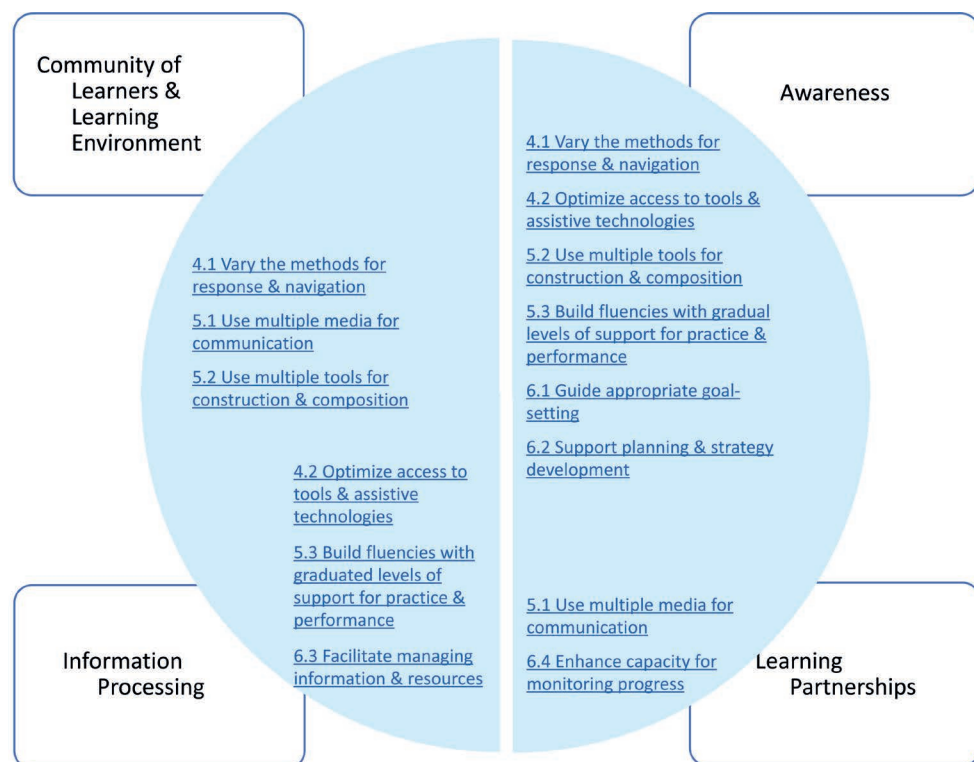 Community of
Learners &
Learning
Environment
Awareness
4.1 Vary the methods for
response & navigation
5.1 Use multiple media for
communication
5.2 Use multiple tools for
construction & composition
4.1 Vary the methods for
response & navigation
4.2 Optimize access to tools &
assistive technologies
5.2 Use multiple tools for
construction & composition
5.3 Build fluencies with gradual
levels of support for practice &
performance
6.1 Guide appropriate goal-
setting
6.2 Support planning & strategy
development
4.2 Optimize access to
tools & assistive
technologies
5.3 Build fluencies with
graduated levels of
support for practice &
performance
6.3 Facilitate managing
information & resources
5.1 Use multiple media for
communication
6.4 Enhance capacity for
monitoring progress
Information
Processing
Learning
Partnerships